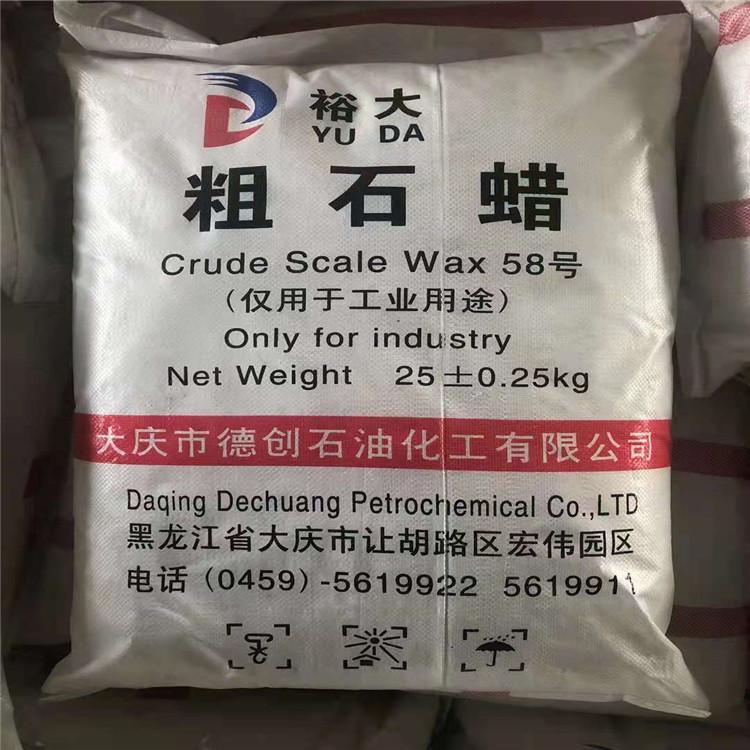 裕大
YU DA
粗石蜡
Crude Scale Wax 58号
(仅用于工业用途)
Only for industry
Net Weight 25±0.25kg
大庆市德创石油化工有限公司
Daqing Dechuang Petrochemical Co.,LTD
黑龙江省大庆市让胡路区宏伟园区
电话(0459)-5619922 5619911